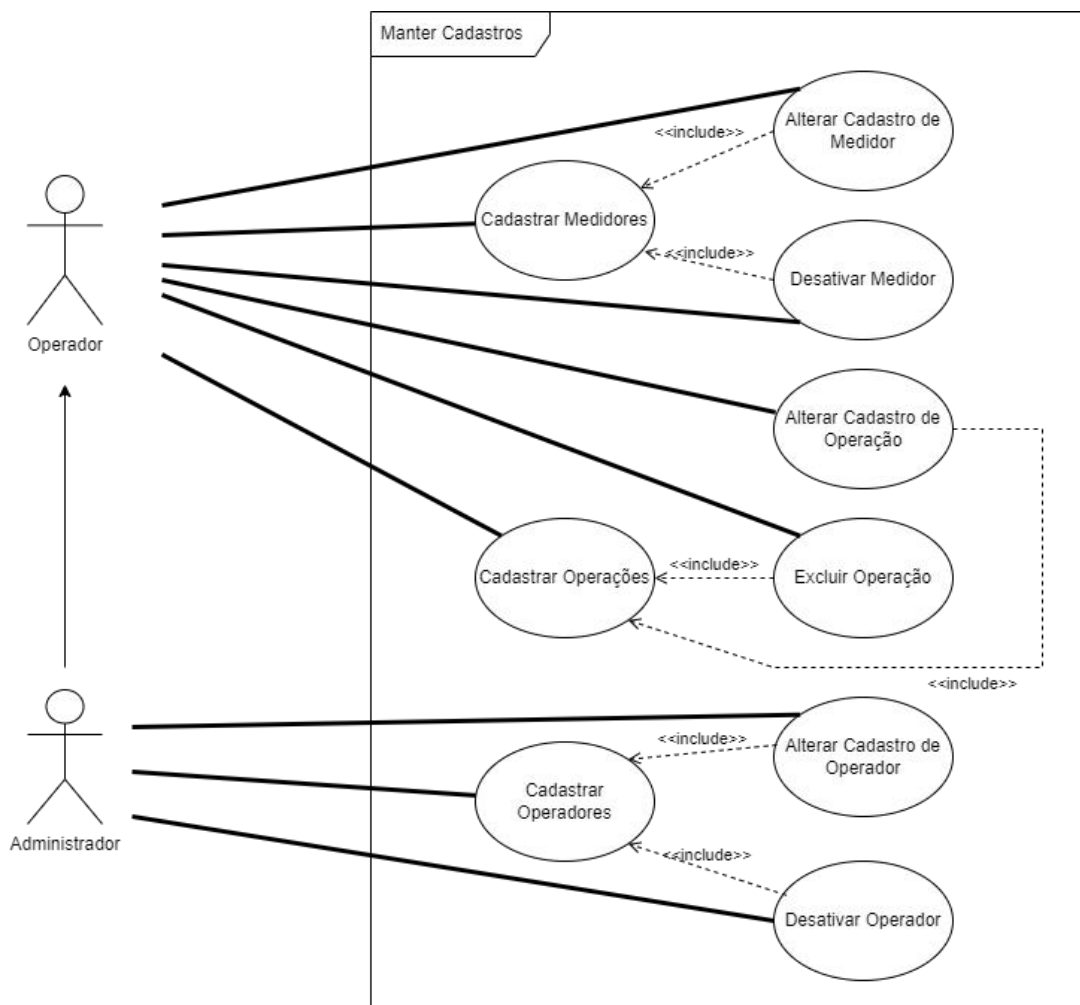 Manter Cadastros
Alterar Cadastro de
Medidor
<<include>>
Cadastrar Medidores
<<include>>
Desativar Medidor
Operador
Alterar Cadastro de
Operação
<<include>>
Cadastrar Operações
Excluir Operação
<<include>>
<<include>>
Alterar Cadastro de
Operador
Cadastrar
Operadores
Administrador
<<include>>
Desativar Operador